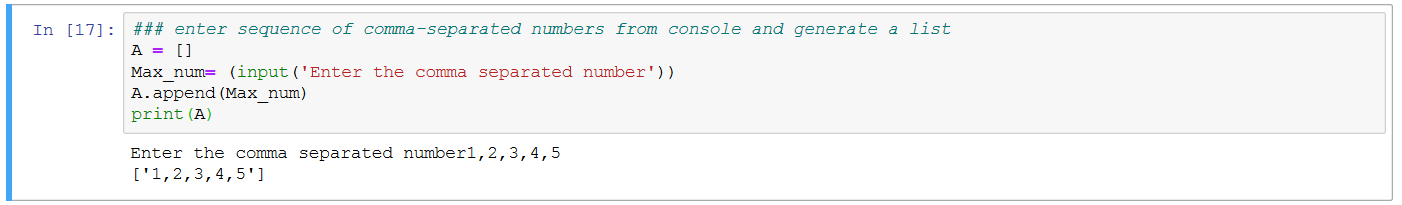 In [17]: ### enter sequence of comma-separated numbers from console and generate a list
A = []
Max_num= (input('Enter the comma separated number'))
A.append(Max_num)
print(A)
Enter the comma separated number1,2,3,4,5
['1,2,3,4,5']